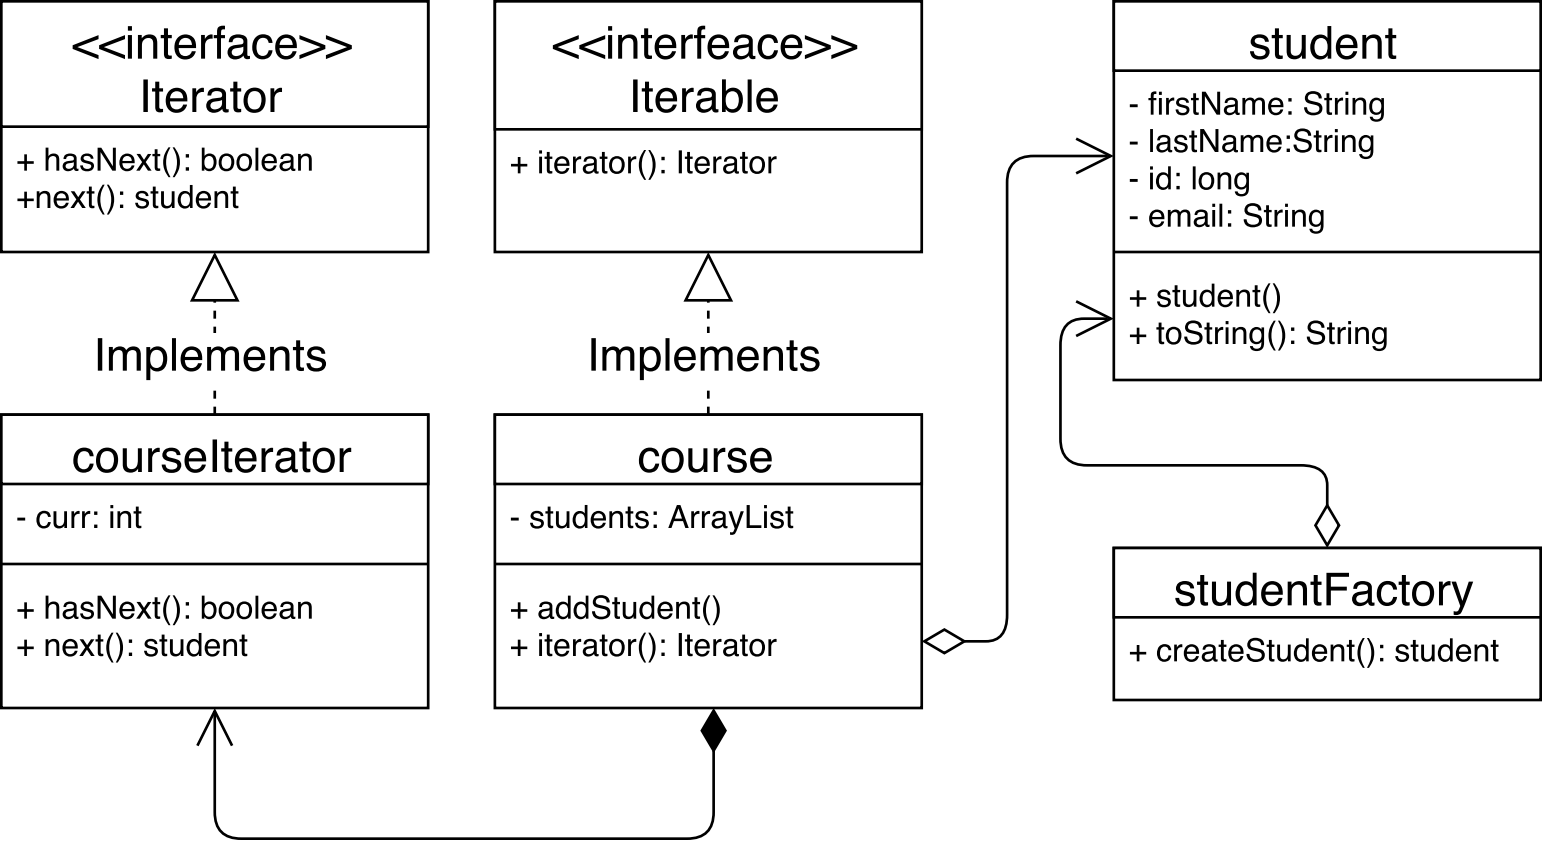 <<interface>>
Iterator
+ hasNext(): boolean
+next(): student
<<interfeace>>
Iterable
+ iterator(): Iterator
student
- firstName: String
- lastName:String
- id: long
- email: String
+ student()
+ toString(): String
Implements
Implements
courseIterator
- curr: int
+ hasNext(): boolean
+ next(): student
course
- students: ArrayList
+ addStudent()
+ iterator(): Iterator
studentFactory
+ createStudent(): student